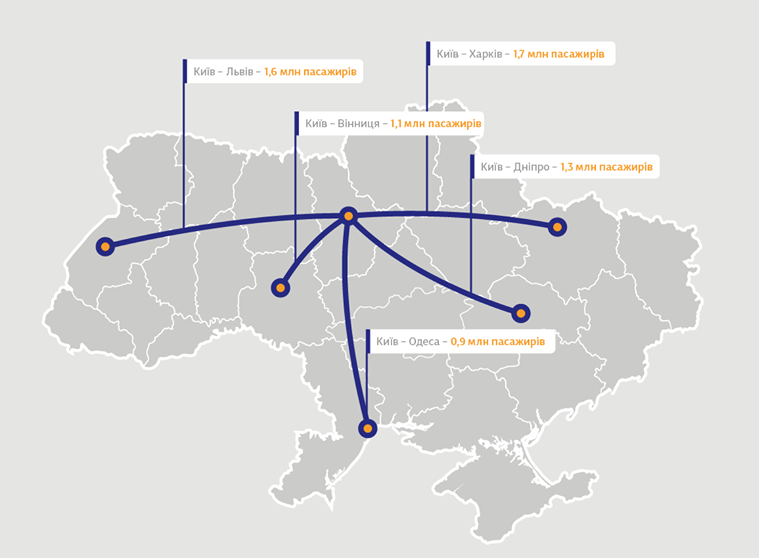 Київ – Харків – 1,7 млн пасажирів
Київ – Львів – 1,6 млн пасажирів
Київ – Вінниця – 1,1 млн пасажирів
Київ – Дніпро – 1,3 млн пасажирів
Київ – Одеса – 0,9 млн пасажирів